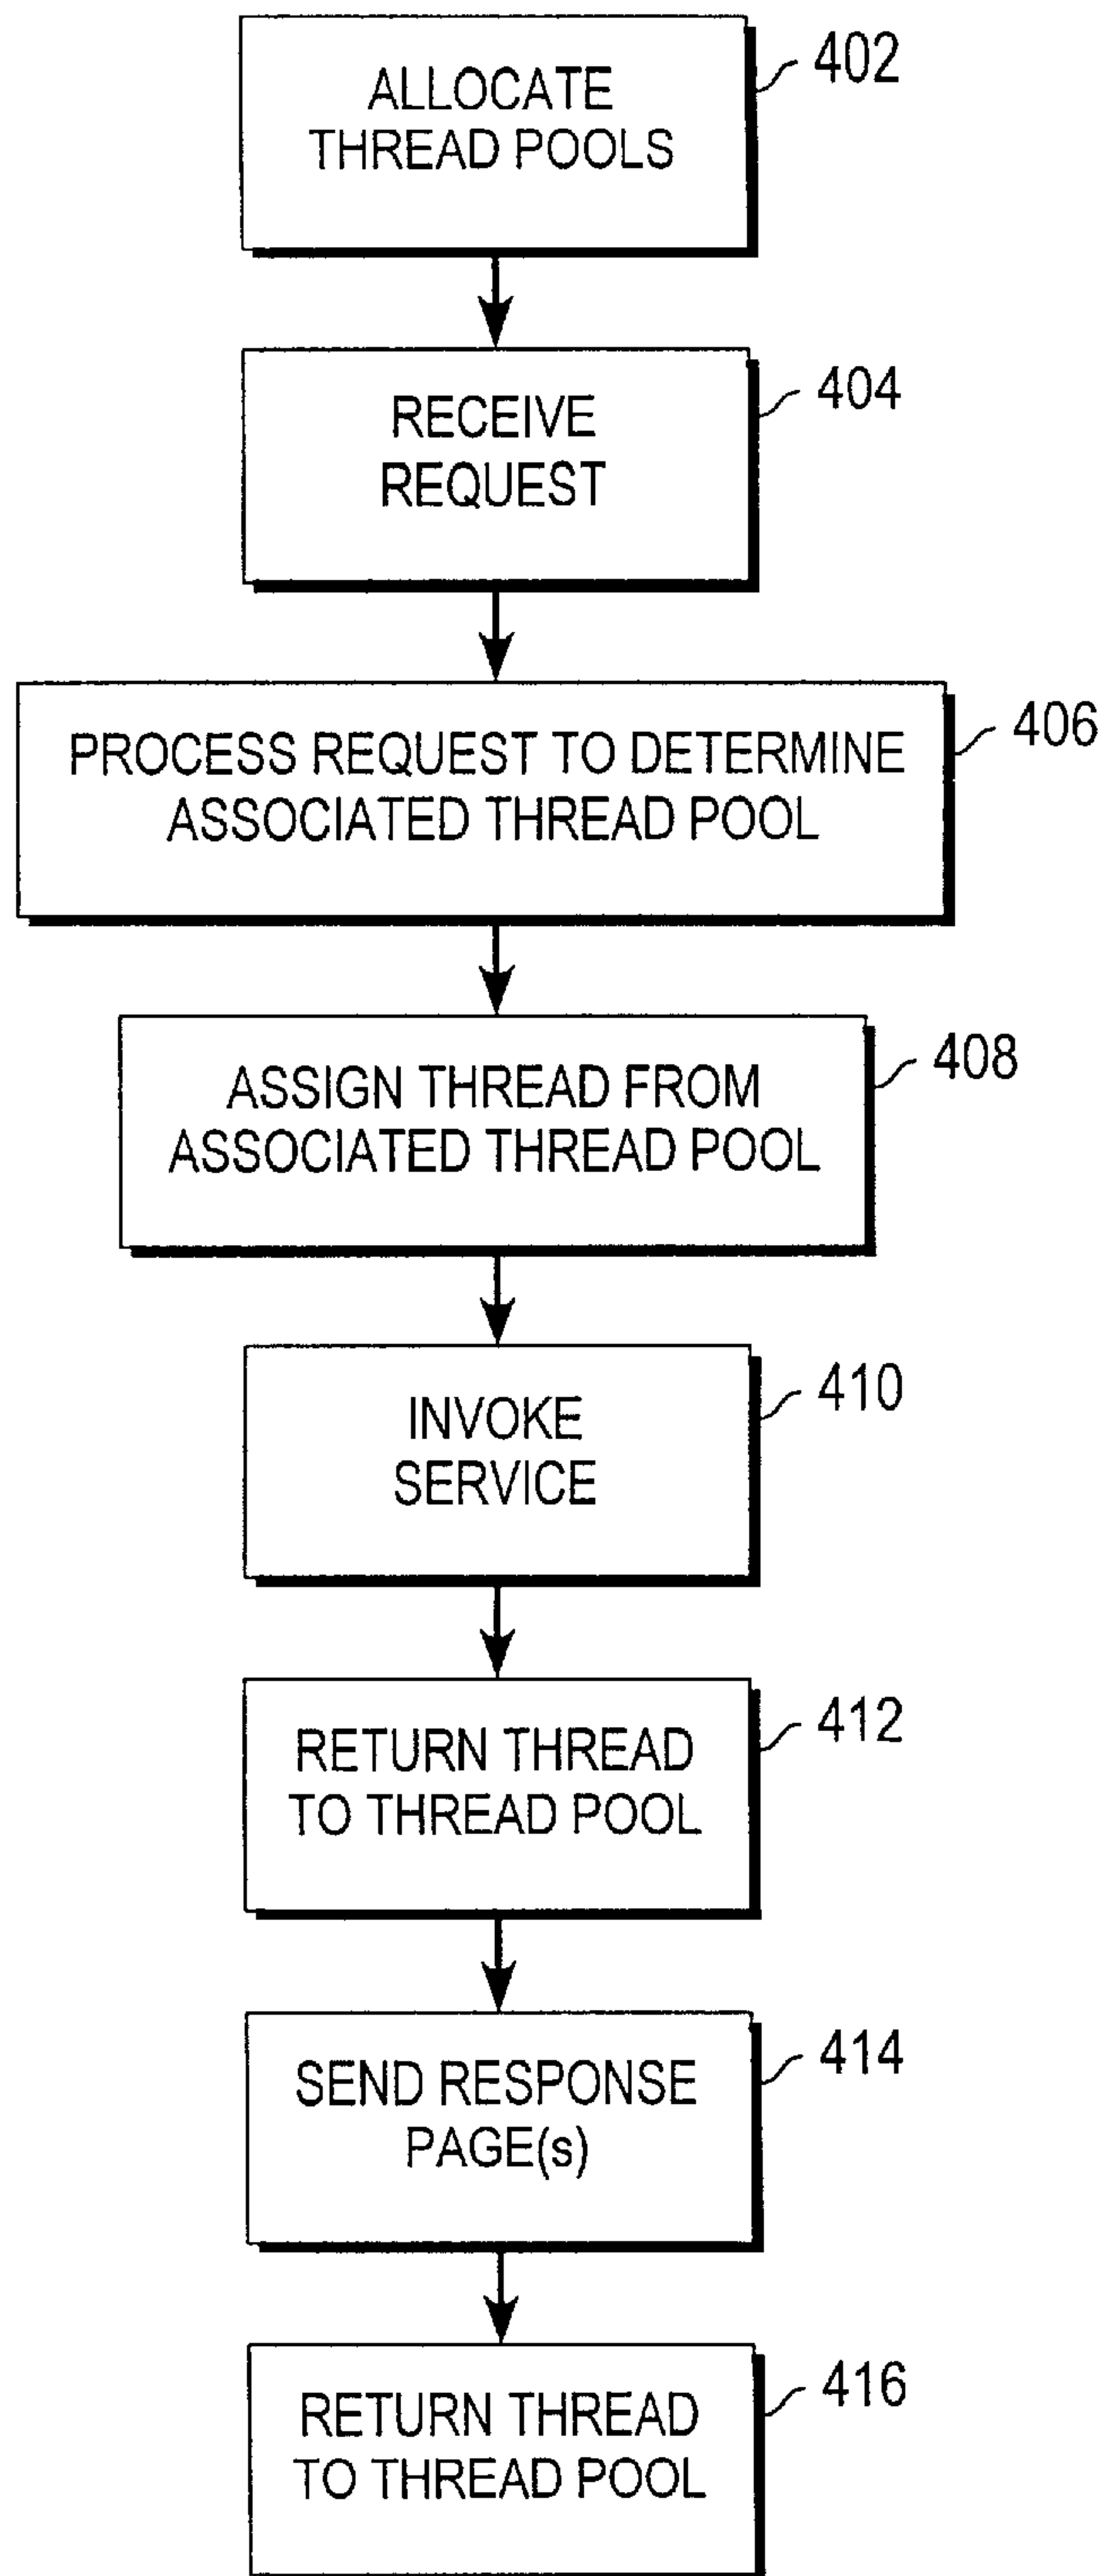 ALLOCATE
THREAD POOLS
402
RECEIVE
REQUEST
404
PROCESS REQUEST TO DETERMINE
ASSOCIATED THREAD POOL
406
ASSIGN THREAD FROM
ASSOCIATED THREAD POOL
408
INVOKE
SERVICE
410
RETURN THREAD
TO THREAD POOL
412
SEND RESPONSE
PAGE(s)
414
RETURN THREAD
TO THREAD POOL
416